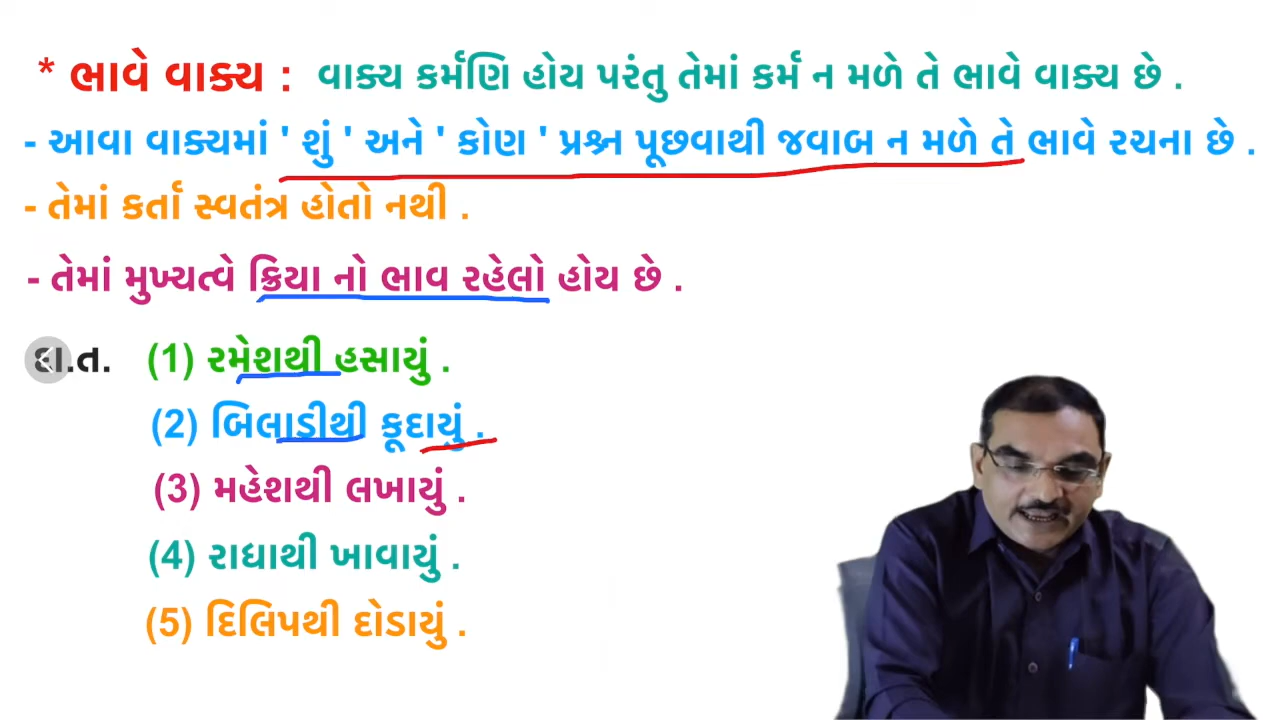 * ભાવે વાક્ય : વાક્ય કર્મણિ હોય પરંતુ તેમાં કર્મ ન મળે તે ભાવે વાક્ય છે .
- આવા વાક્યમાં ' શું ' અને ' કોણ ' પ્રશ્ન પૂછવાથી જવાબ ન મળે તે ભાવે રચના છે .
- તેમાં કર્તા સ્વતંત્ર હોતો નથી .
- તેમાં મુખ્યત્વે ક્રિયા નો ભાવ રહેલો હોય છે .
દા.ત. (1) રમેશથી હસાયું .
(2) બિલાડીથી કૂદાયું .
(3) મહેશથી લખાયું .
(4) રાધાથી ખાવાયું .
(5) દિલિપથી દોડાયું .